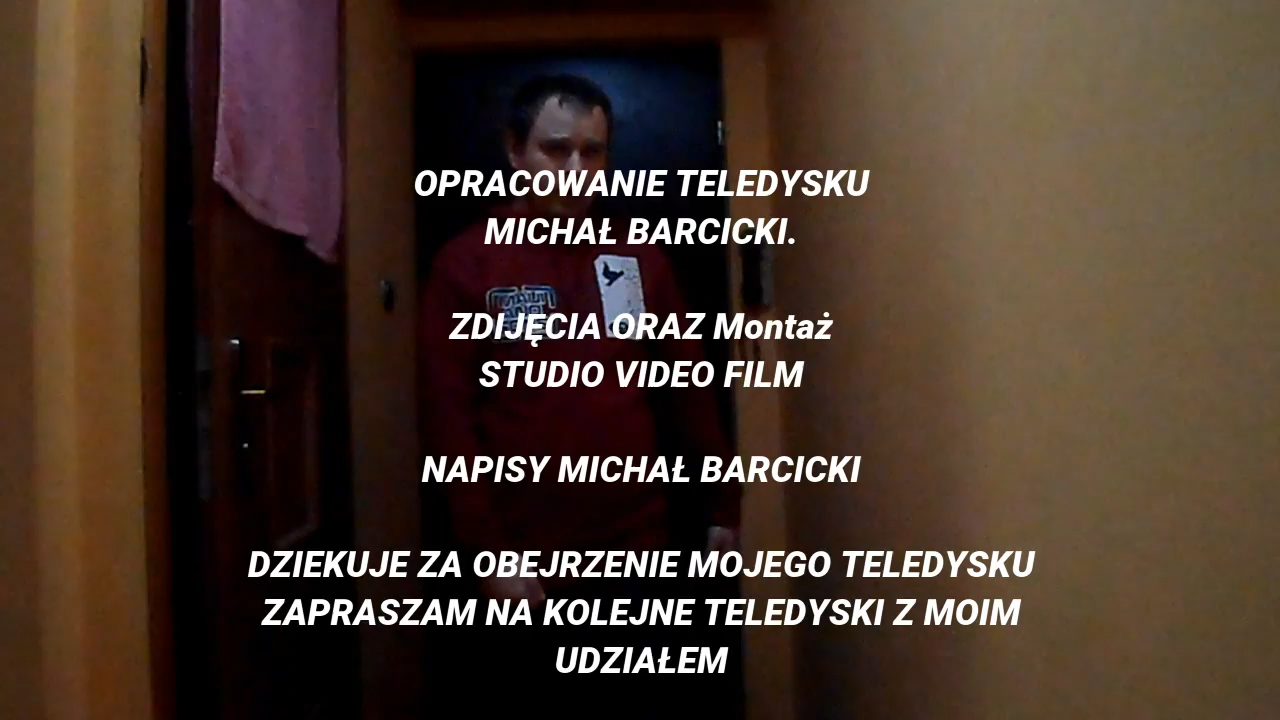 OPRACOWANIE TELEDYSKU
MICHAŁ BARCICKI.
ZDIJĘCIA ORAZ Montaż
STUDIO VIDEO FILM
NAPISY MICHAŁ BARCICKI
DZIEKUJE ZA OBEJRZENIE MOJEGO TELEDYSKU
ZAPRASZAM NA KOLEJNE TELEDYSKI Z MOIM
UDZIAŁEM